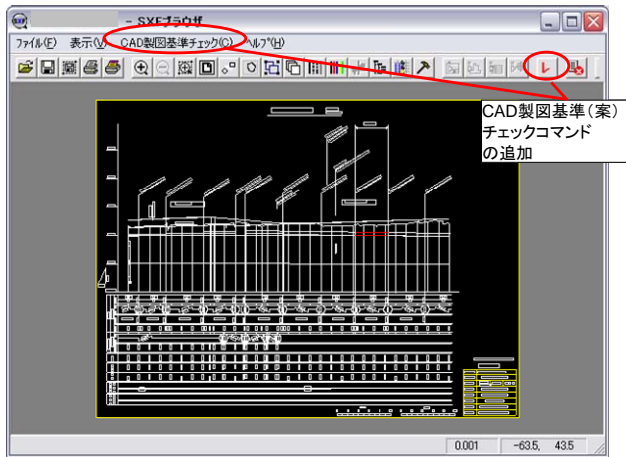 SXF
- SXFブラウザ
ファイル(F) 表示(V) CAD製図基準チェック(C) ヘルプ(H)
CAD製図基準(案)
チェックコマンド
の追加
0.001 -63.5, 43.5